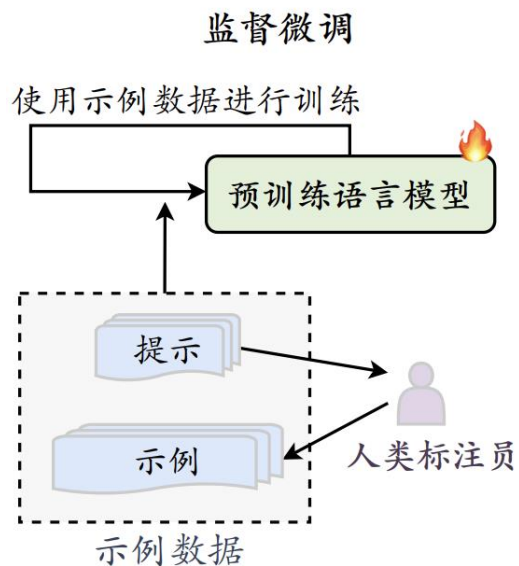 监督微调
使用示例数据进行训练
预训练语言模型
提示
示例
人类标注员
示例数据